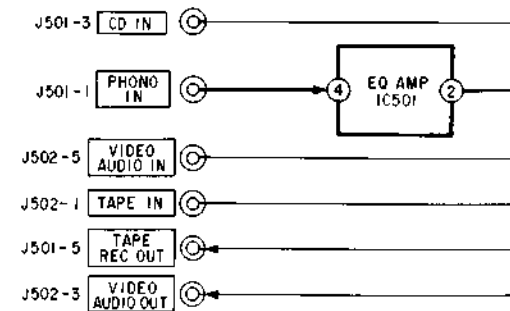 J501-3 CD IN
J501-1 PHONO IN
4 EQ AMP IC501 2
J502-5 VIDEO AUDIO IN
J502-1 TAPE IN
J501-5 TAPE REC OUT
J502-3 VIDEO AUDIO OUT